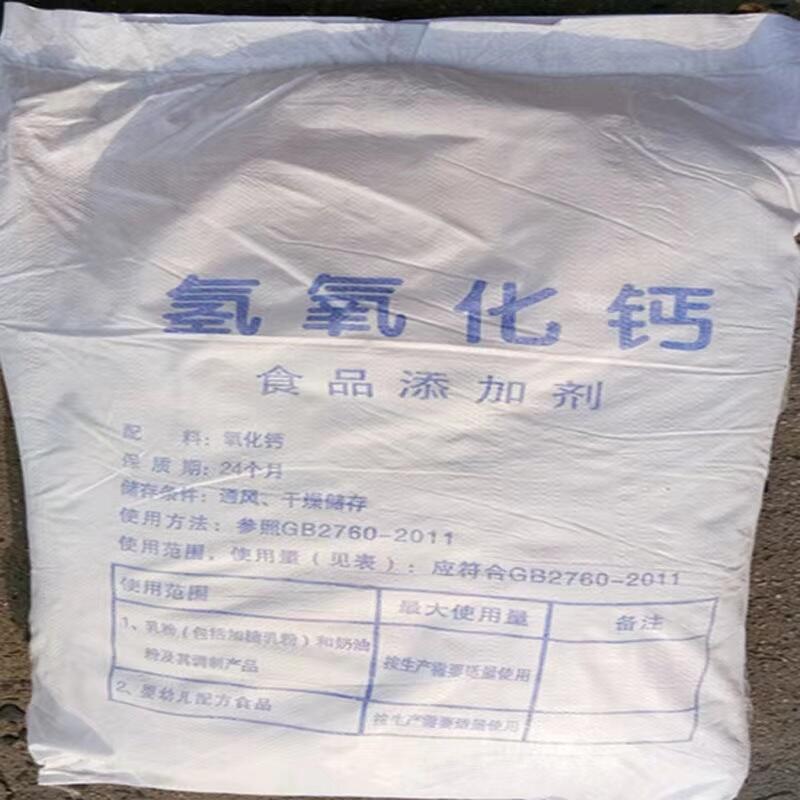 氢氧化钙
食品添加剂
配 料：氧化钙
保 质 期：24个月
储存条件：通风、干燥储存
使用方法：参照GB2760-2011
使用范围，使用量（见表）：应符合GB2760-2011
使用范围 最大使用量 备注
1、乳粉（包括加糖乳粉）和奶油
粉及其调制产品 按生产需要适量使用
2、婴幼儿配方食品 按生产需要适量使用